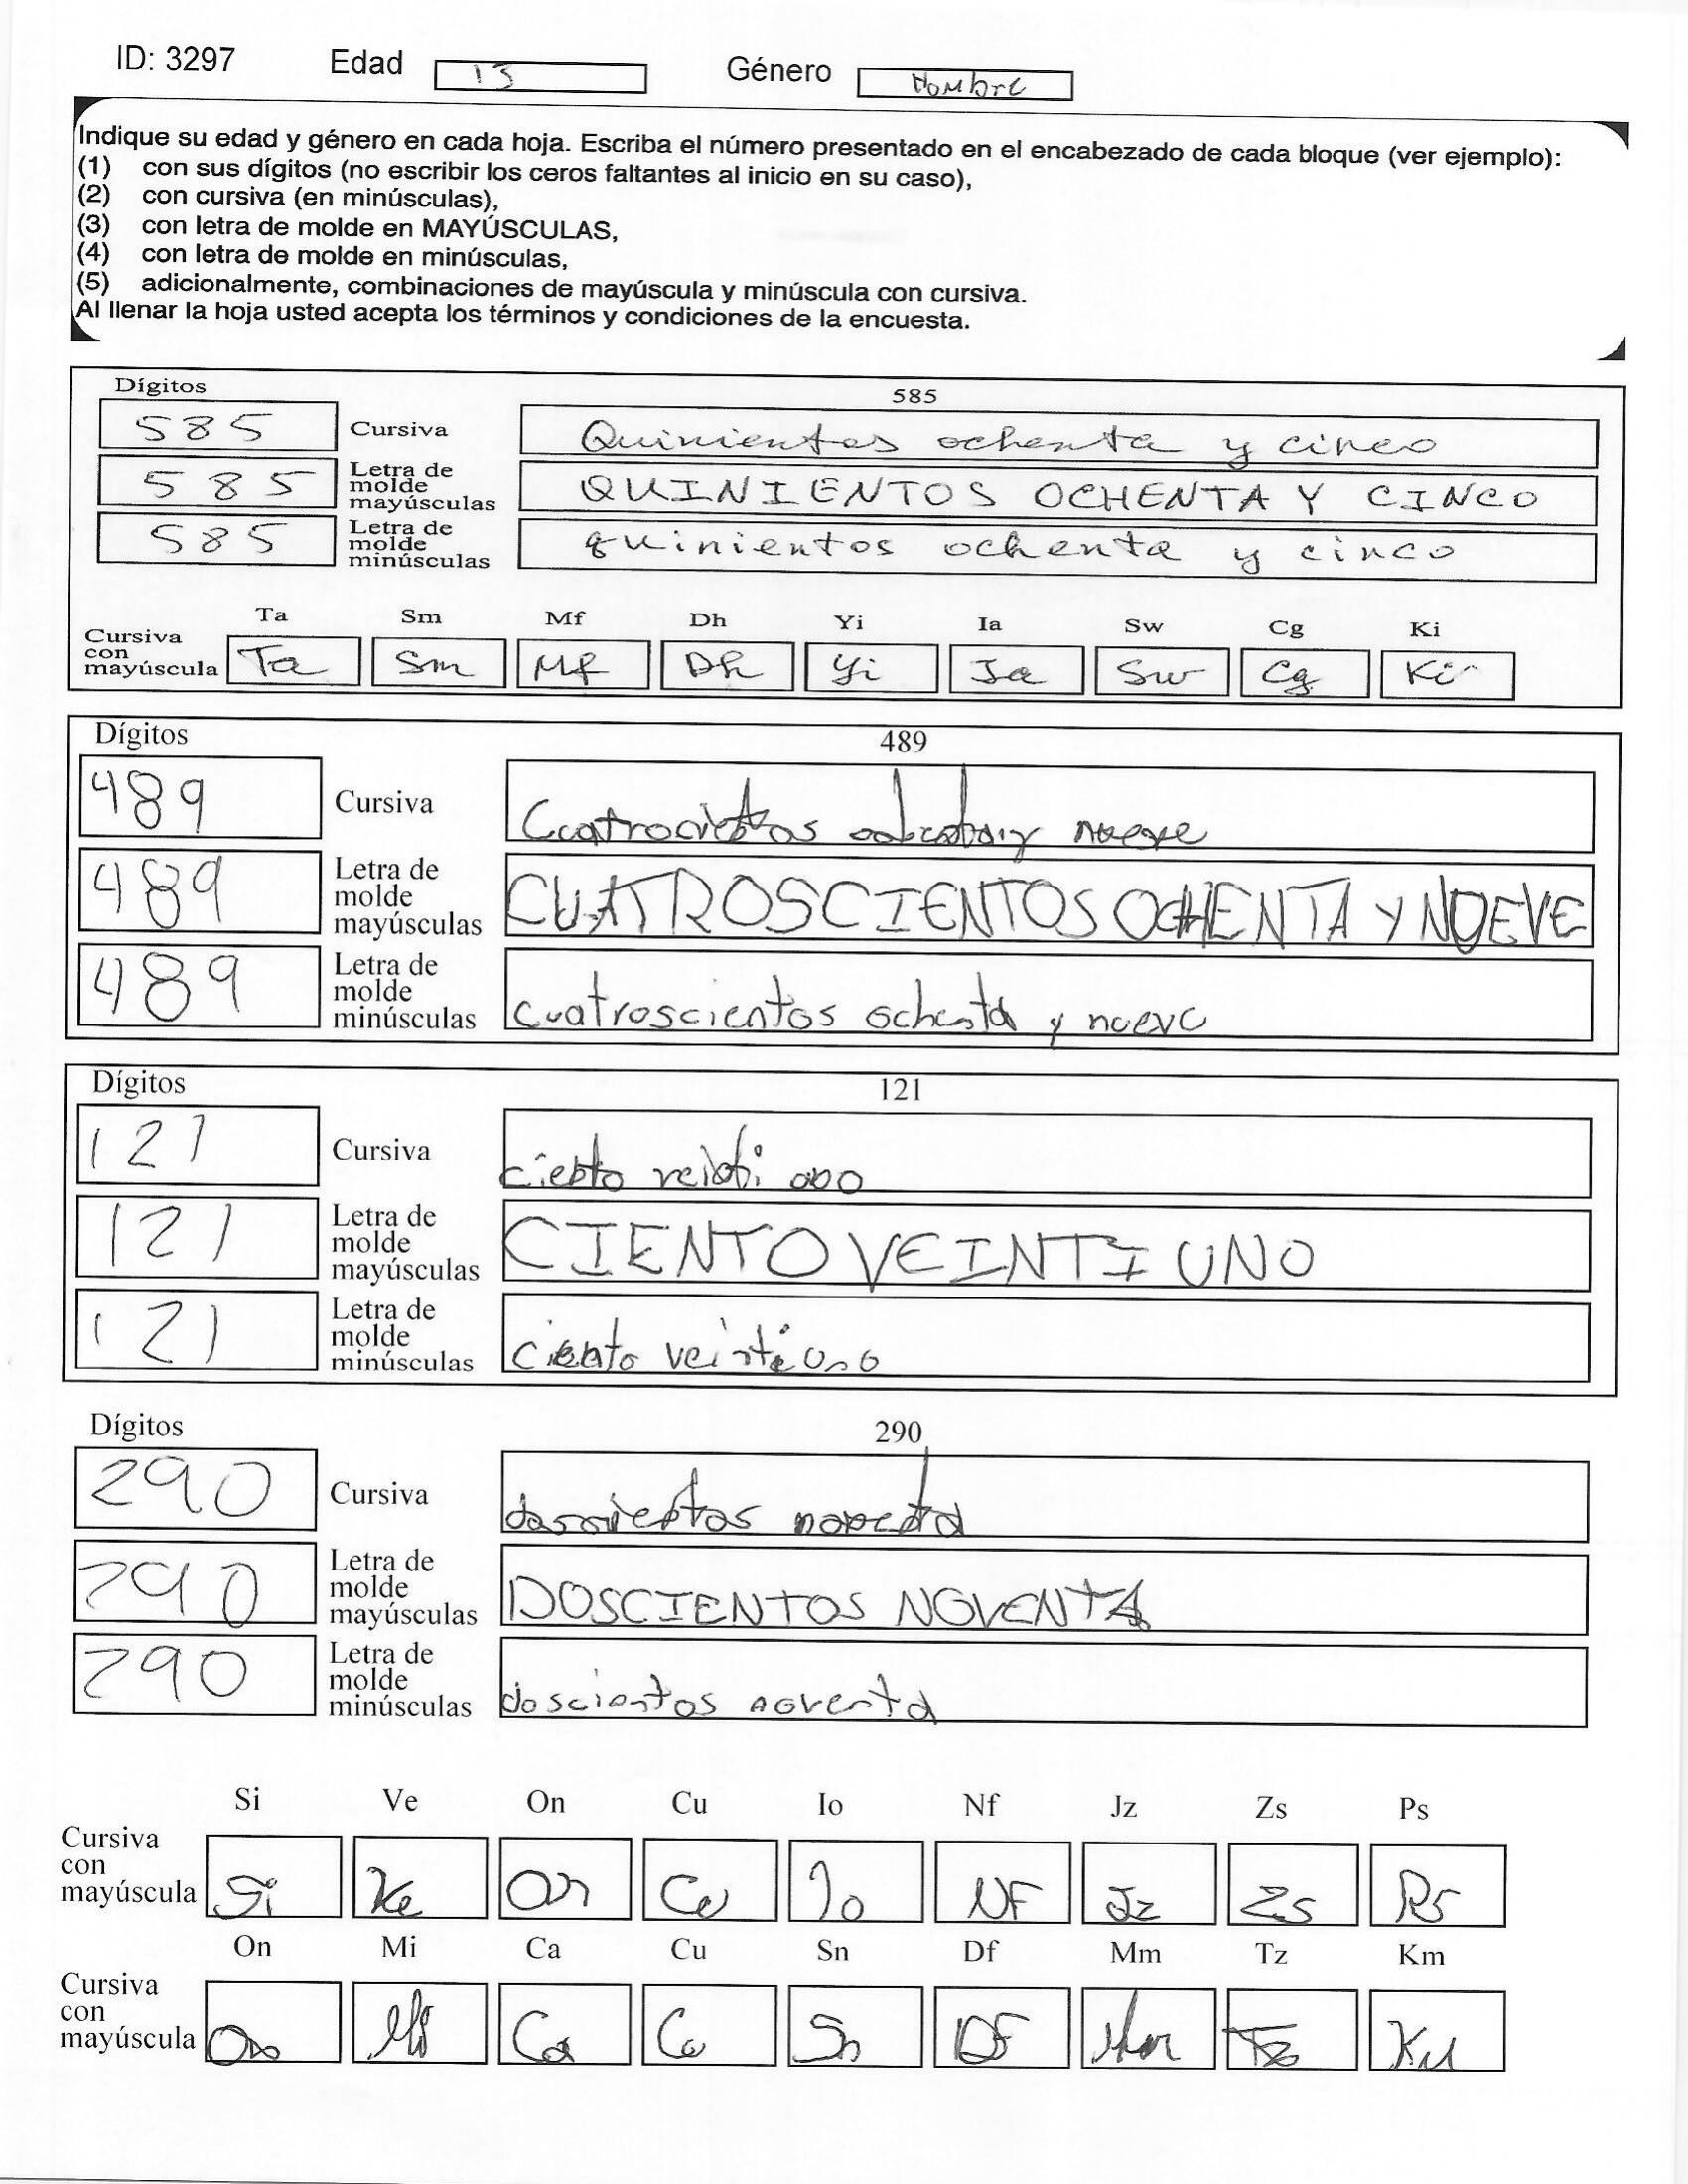 ID: 3297 Edad 13 Género Hombre
Indique su edad y género en cada hoja. Escriba el número presentado en el encabezado de cada bloque (ver ejemplo):
(1) con sus dígitos (no escribir los ceros faltantes al inicio en su caso),
(2) con cursiva (en minúsculas),
(3) con letra de molde en MAYÚSCULAS,
(4) con letra de molde en minúsculas,
(5) adicionalmente, combinaciones de mayúscula y minúscula con cursiva.
Al llenar la hoja usted acepta los términos y condiciones de la encuesta.
Dígitos 585
585 Cursiva Quinientos ochenta y cinco
585 Letra de molde mayúsculas QUINIENTOS OCHENTA Y CINCO
585 Letra de molde minúsculas quinientos ochenta y cinco
Ta Sm Mf Dh Yi Ia Sw Cg Ki
Cursiva con mayúscula Ta Sm Mf Dh Yi Ia Sw Cg Ki
Dígitos 489
489 Cursiva Cuatrocientos ochenta y nueve
489 Letra de molde mayúsculas CUATROSCIENTOS OCHENTA Y NUEVE
489 Letra de molde minúsculas cuatroscientos ochenta y nueve
Dígitos 121
121 Cursiva ciento veinti uno
121 Letra de molde mayúsculas CIENTO VEINTI UNO
121 Letra de molde minúsculas ciento veinti uno
Dígitos 290
290 Cursiva doscientos noventa
290 Letra de molde mayúsculas DOSCIENTOS NOVENTA
290 Letra de molde minúsculas doscientos noventa
Si Ve On Cu Io Nf Jz Zs Ps
Cursiva con mayúscula Si Ve On Cu Io NF Jz Zs Ps
On Mi Ca Cu Sn Df Mm Tz Km
Cursiva con mayúscula On Mi Ca Cu Sn DF Mm Tz Km